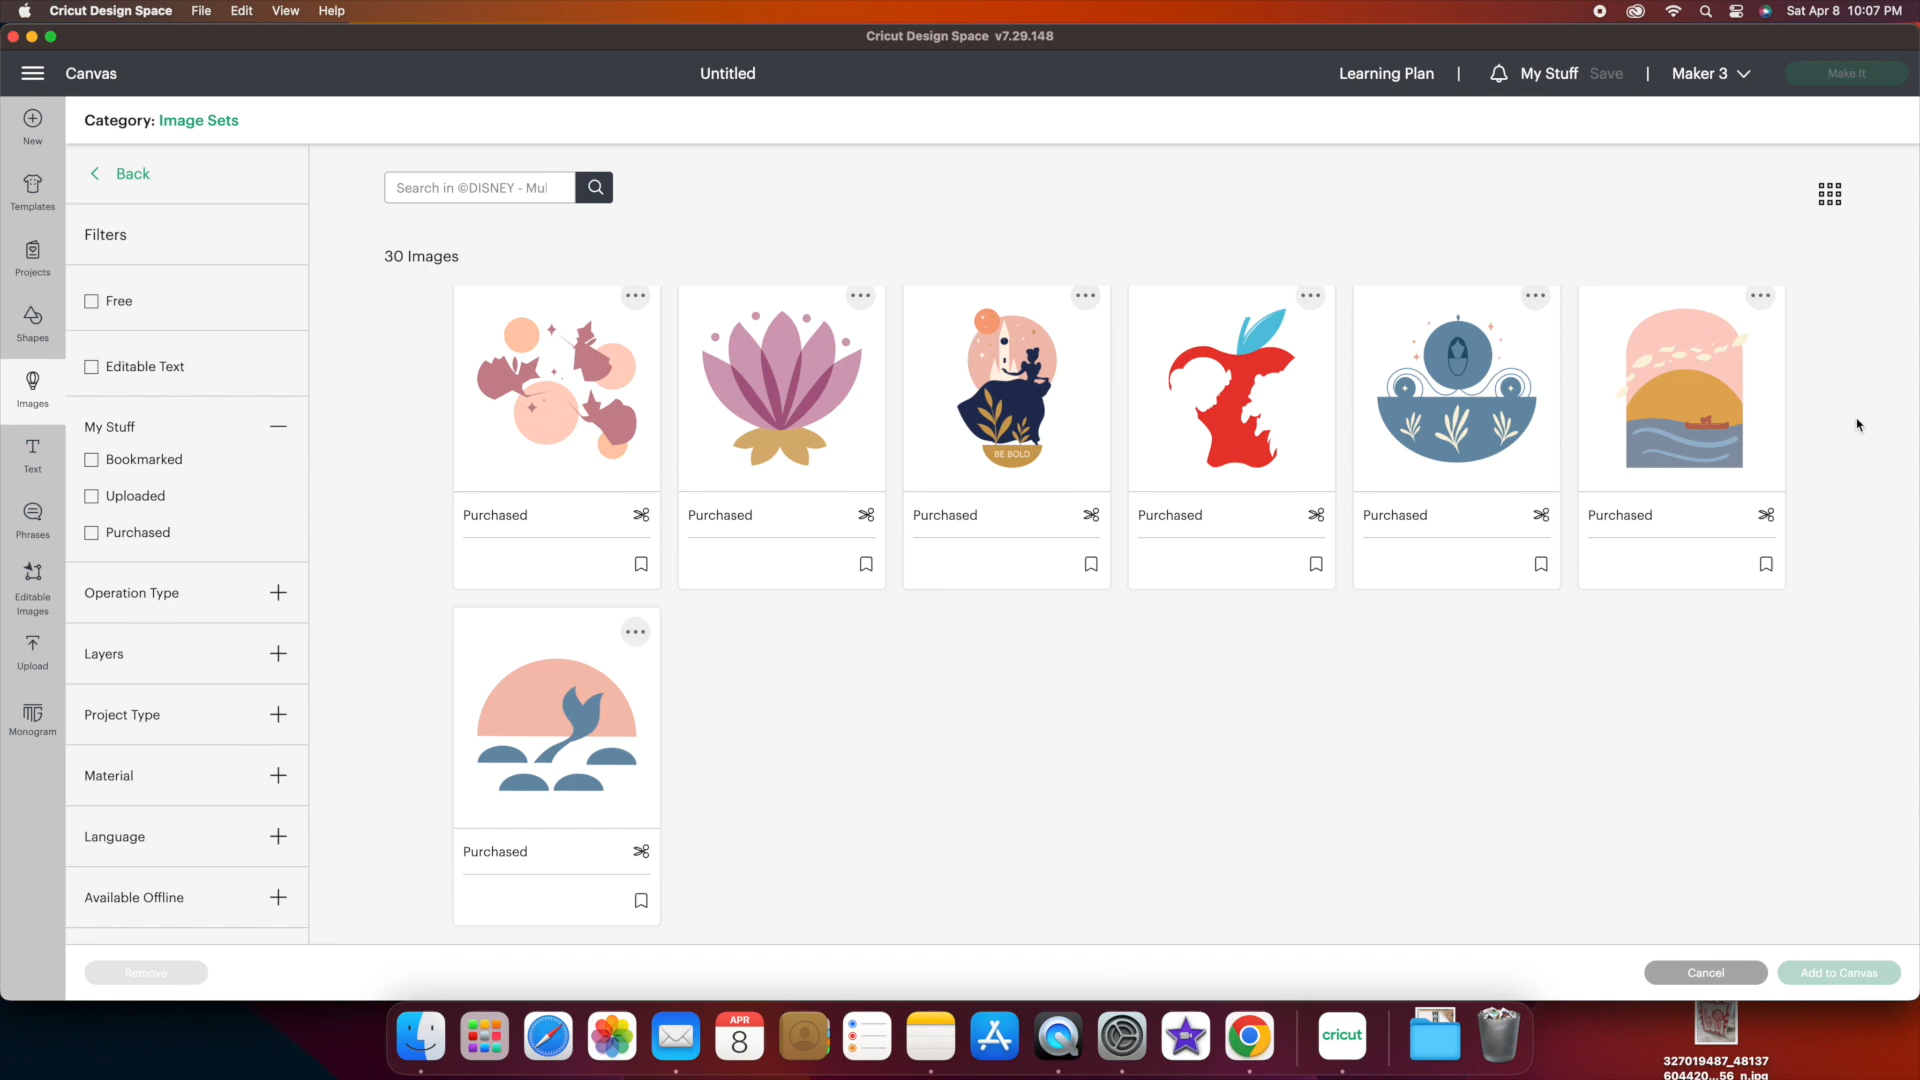 Cricut Design Space File Edit View Help Sat Apr 8 10:07 PM
Cricut Design Space v7.29.148
Canvas Untitled Learning Plan | My Stuff Save | Maker 3 Make It
New
Templates
Projects
Shapes
Images
Text
Phrases
Editable
Images
Upload
Monogram
Category: Image Sets
Back
Filters
Free
Editable Text
My Stuff
Bookmarked
Uploaded
Purchased
Operation Type
Layers
Project Type
Material
Language
Available Offline
Search in ©DISNEY - Mul
30 Images
BE BOLD
Purchased Purchased Purchased Purchased Purchased Purchased
Purchased
Remove Cancel Add to Canvas
APR
8
cricut
327019487_48137
604420...56_n.jpg